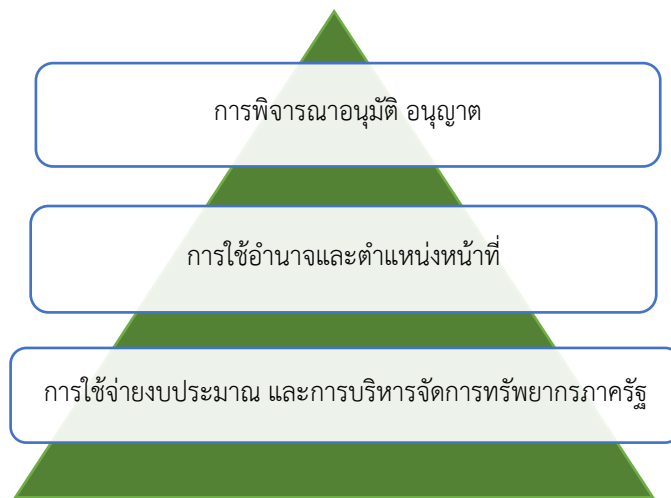 การพิจารณาอนุมัติ อนุญาต
การใช้อำนาจและตำแหน่งหน้าที่
การใช้จ่ายงบประมาณ และการบริหารจัดการทรัพยากรภาครัฐ